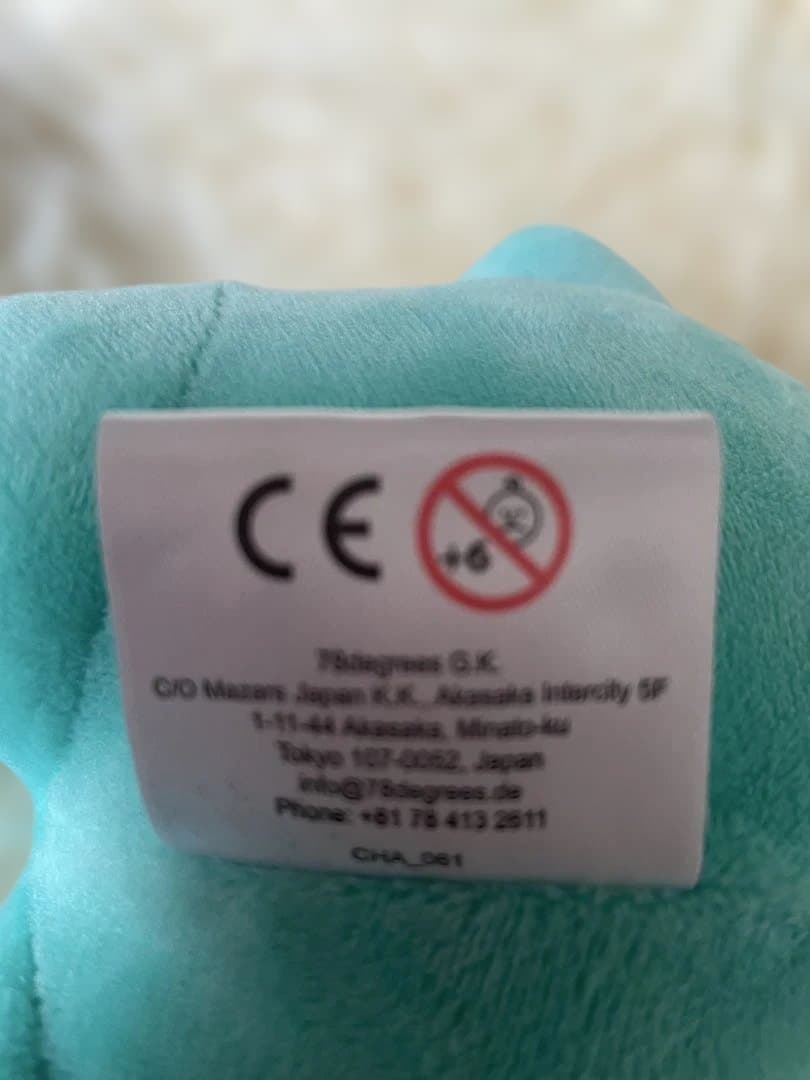 CE
+6
78degrees G.K.
C/O Mazars Japan K.K., Akasaka Intercity 5F
1-11-44 Akasaka, Minato-ku
Tokyo 107-0052, Japan
info@78degrees.de
Phone: +81 78 413 2611
CHA_061